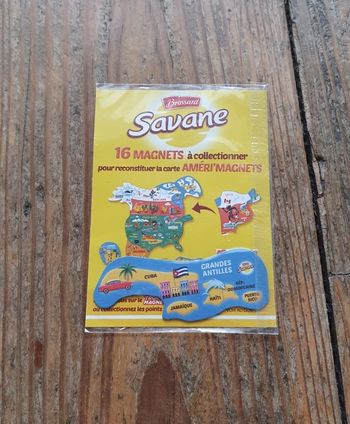 Brossard
Savane
16 MAGNETS à collectionner
pour reconstituer la carte AMÉRI'MAGNETS
GRANDES
ANTILLES
CUBA
RÉP.
DOMINICAINE
HAÏTI
PUERTO
RICO
JAMAÏQUE
ou collectionnez les points